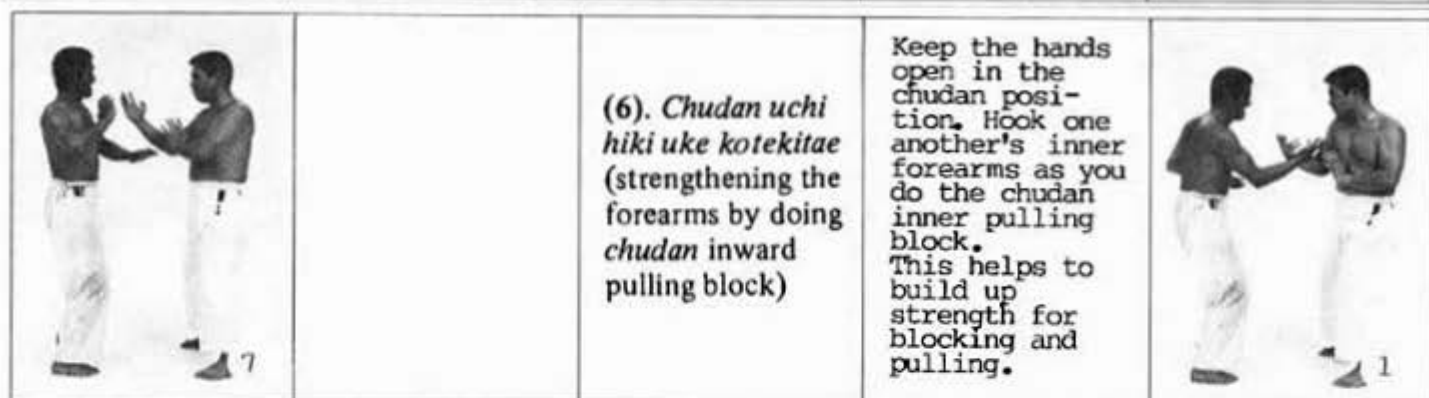 7
(6). Chudan uchi
hiki uke kotekitae
(strengthening the
forearms by doing
chudan inward
pulling block)
Keep the hands
open in the
chudan posi-
tion. Hook one
another's inner
forearms as you
do the chudan
inner pulling
block.
This helps to
build up
strength for
blocking and
pulling.
1